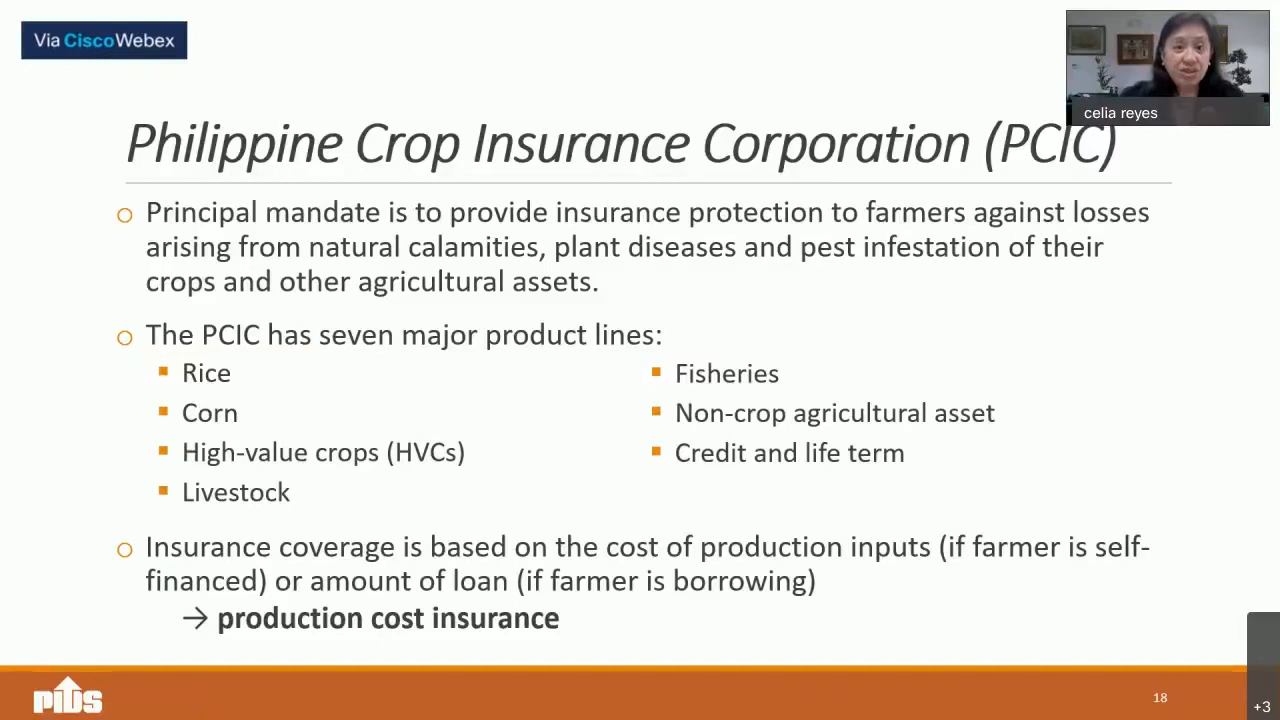 Via CiscoWebex
celia reyes
Philippine Crop Insurance Corporation (PCIC)
o Principal mandate is to provide insurance protection to farmers against losses
arising from natural calamities, plant diseases and pest infestation of their
crops and other agricultural assets.
o The PCIC has seven major product lines:
▪ Rice
▪ Corn
▪ High-value crops (HVCs)
▪ Livestock
▪ Fisheries
▪ Non-crop agricultural asset
▪ Credit and life term
o Insurance coverage is based on the cost of production inputs (if farmer is self-
financed) or amount of loan (if farmer is borrowing)
→ production cost insurance
PIDS
18
+3